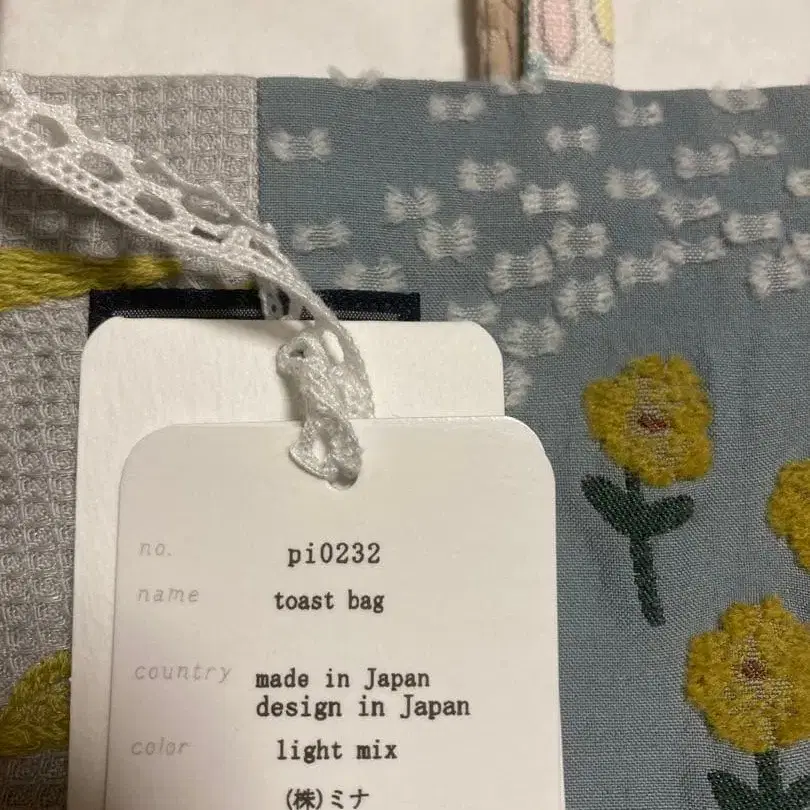 no. pi0232
name toast bag
country made in Japan
design in Japan
color light mix
(株)ミナ